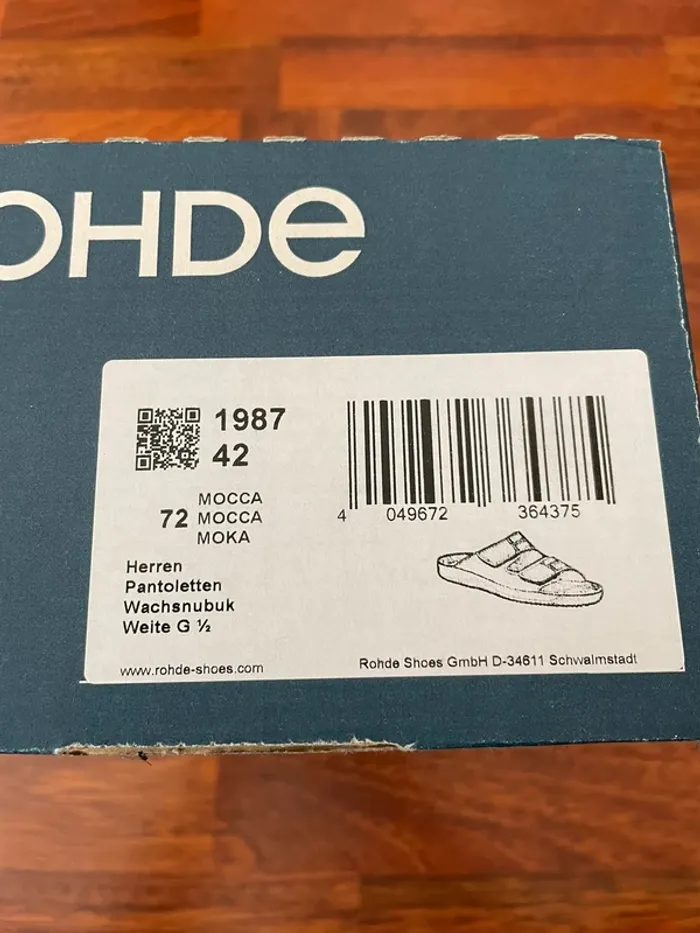 OHDe
1987
42
MOCCA
72 MOCCA
MOKA
Herren
Pantoletten
Wachsnubuk
Weite G ½
www.rohde-shoes.com
4 049672 364375
Rohde Shoes GmbH D-34611 Schwalmstadt